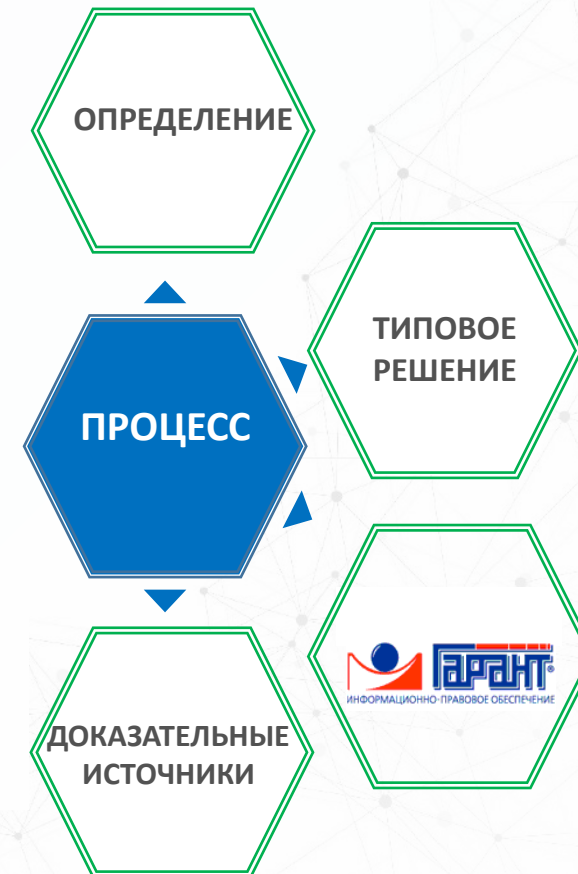 ОПРЕДЕЛЕНИЕ
ТИПОВОЕ
РЕШЕНИЕ
ПРОЦЕСС
ГАРАНТ®
ИНФОРМАЦИОННО-ПРАВОВОЕ ОБЕСПЕЧЕНИЕ
ДОКАЗАТЕЛЬНЫЕ
ИСТОЧНИКИ